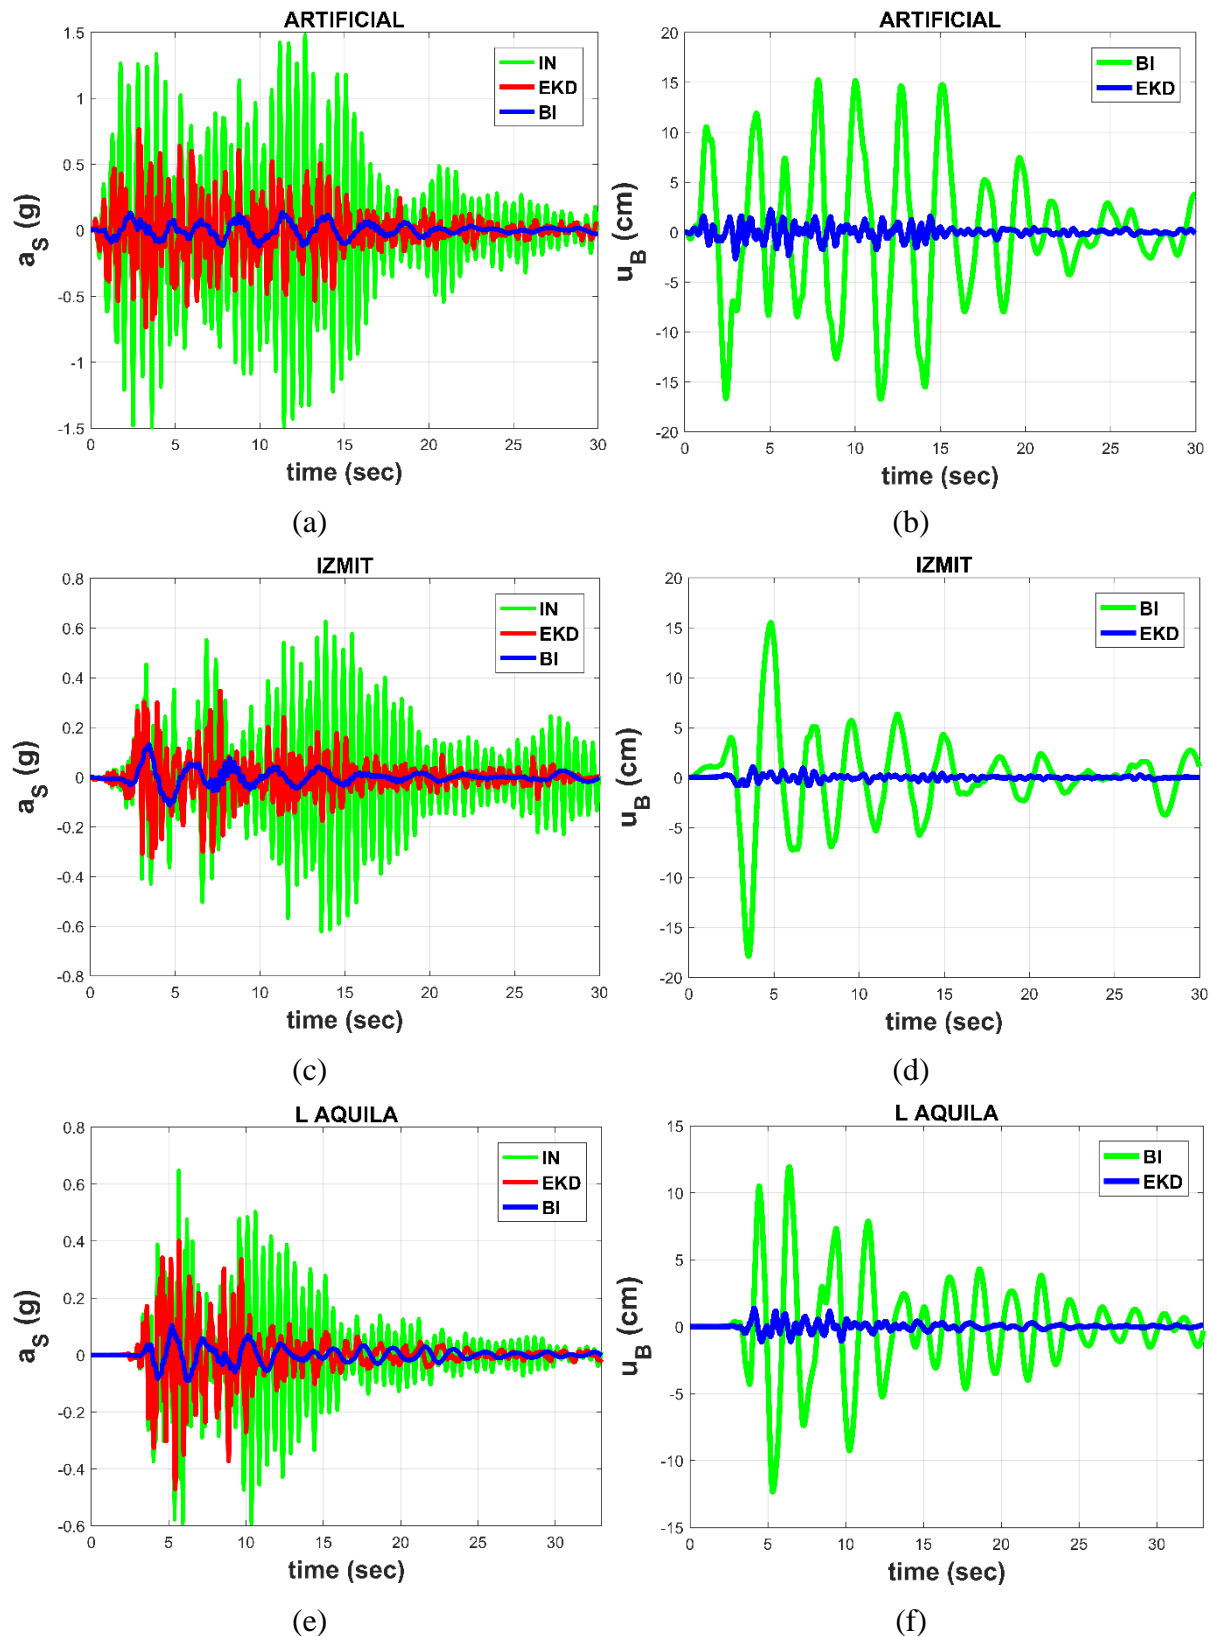 ARTIFICIAL
1.5
1
0.5
0
-0.5
-1
-1.5
a_S (g)
IN
EKD
BI
0 5 10 15 20 25 30
time (sec)
(a)
ARTIFICIAL
20
15
10
5
0
-5
-10
-15
-20
u_B (cm)
BI
EKD
0 5 10 15 20 25 30
time (sec)
(b)
IZMIT
0.8
0.6
0.4
0.2
0
-0.2
-0.4
-0.6
-0.8
a_S (g)
IN
EKD
BI
0 5 10 15 20 25 30
time (sec)
(c)
IZMIT
20
15
10
5
0
-5
-10
-15
-20
u_B (cm)
BI
EKD
0 5 10 15 20 25 30
time (sec)
(d)
L AQUILA
0.8
0.6
0.4
0.2
0
-0.2
-0.4
-0.6
a_S (g)
IN
EKD
BI
0 5 10 15 20 25 30
time (sec)
(e)
L AQUILA
15
10
5
0
-5
-10
-15
u_B (cm)
BI
EKD
0 5 10 15 20 25 30
time (sec)
(f)